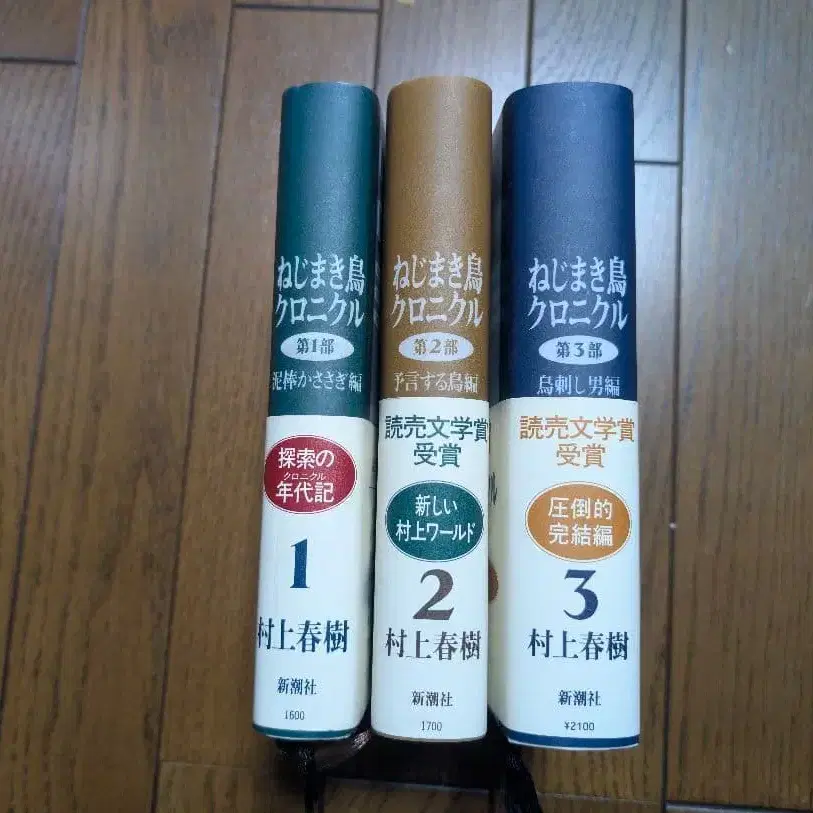 ねじまき鳥
クロニクル
第1部
泥棒かささぎ編
探索の
クロニクル
年代記
1
村上春樹
新潮社
1600
ねじまき鳥
クロニクル
第2部
予言する鳥編
読売文学賞
受賞
新しい
村上ワールド
2
村上春樹
新潮社
1700
ねじまき鳥
クロニクル
第3部
鳥刺し男編
読売文学賞
受賞
圧倒的
完結編
3
村上春樹
新潮社
¥2100